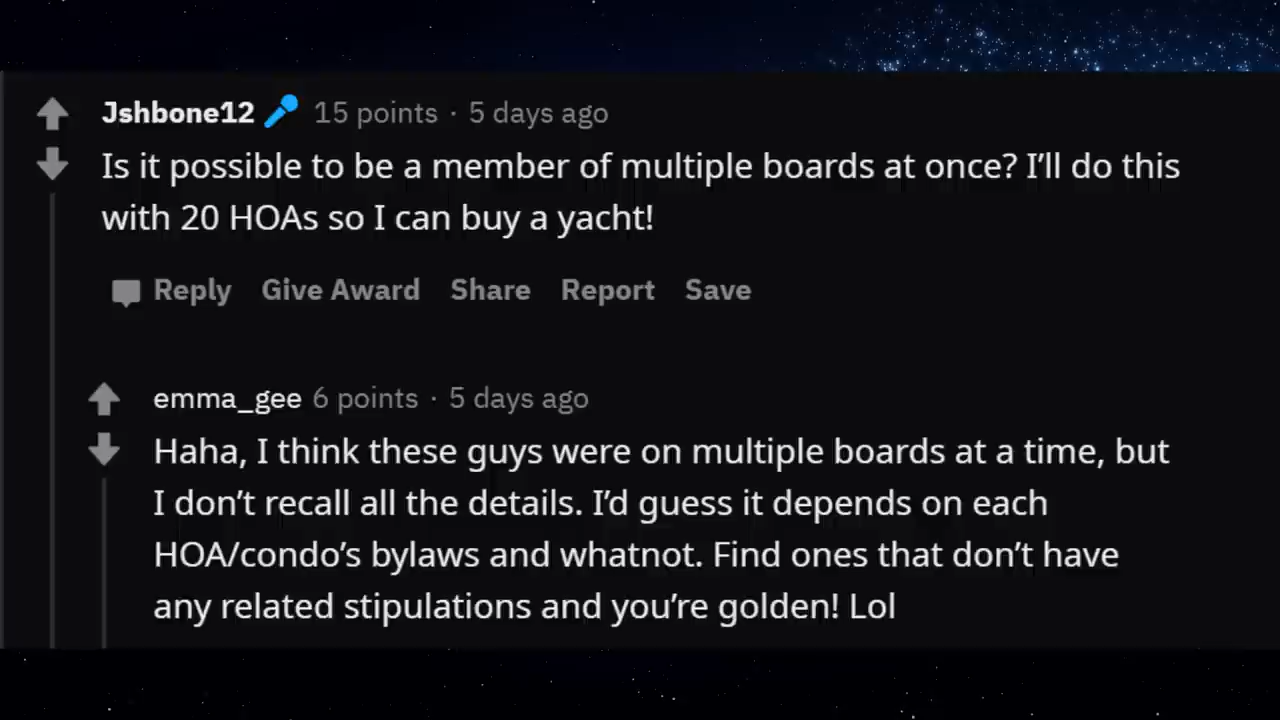 Jshbone12 15 points · 5 days ago
Is it possible to be a member of multiple boards at once? I’ll do this
with 20 HOAs so I can buy a yacht!
Reply Give Award Share Report Save
emma_gee 6 points · 5 days ago
Haha, I think these guys were on multiple boards at a time, but
I don’t recall all the details. I’d guess it depends on each
HOA/condo’s bylaws and whatnot. Find ones that don’t have
any related stipulations and you’re golden! Lol